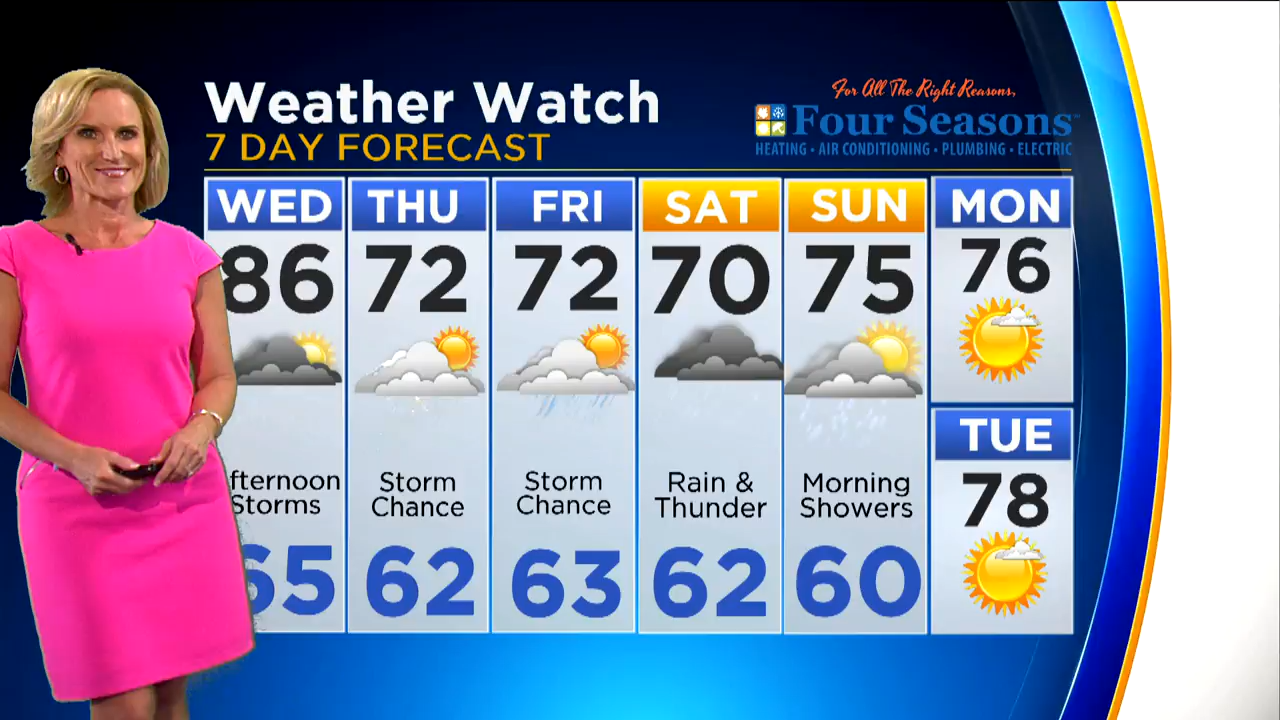 Weather Watch
7 DAY FORECAST
For All The Right Reasons.
Four Seasons™
HEATING • AIR CONDITIONING • PLUMBING • ELECTRIC
WED THU FRI SAT SUN MON
86 72 72 70 75 76
fternoon Storms
Storm Chance
Storm Chance
Rain & Thunder
Morning Showers
TUE
78
65 62 63 62 60